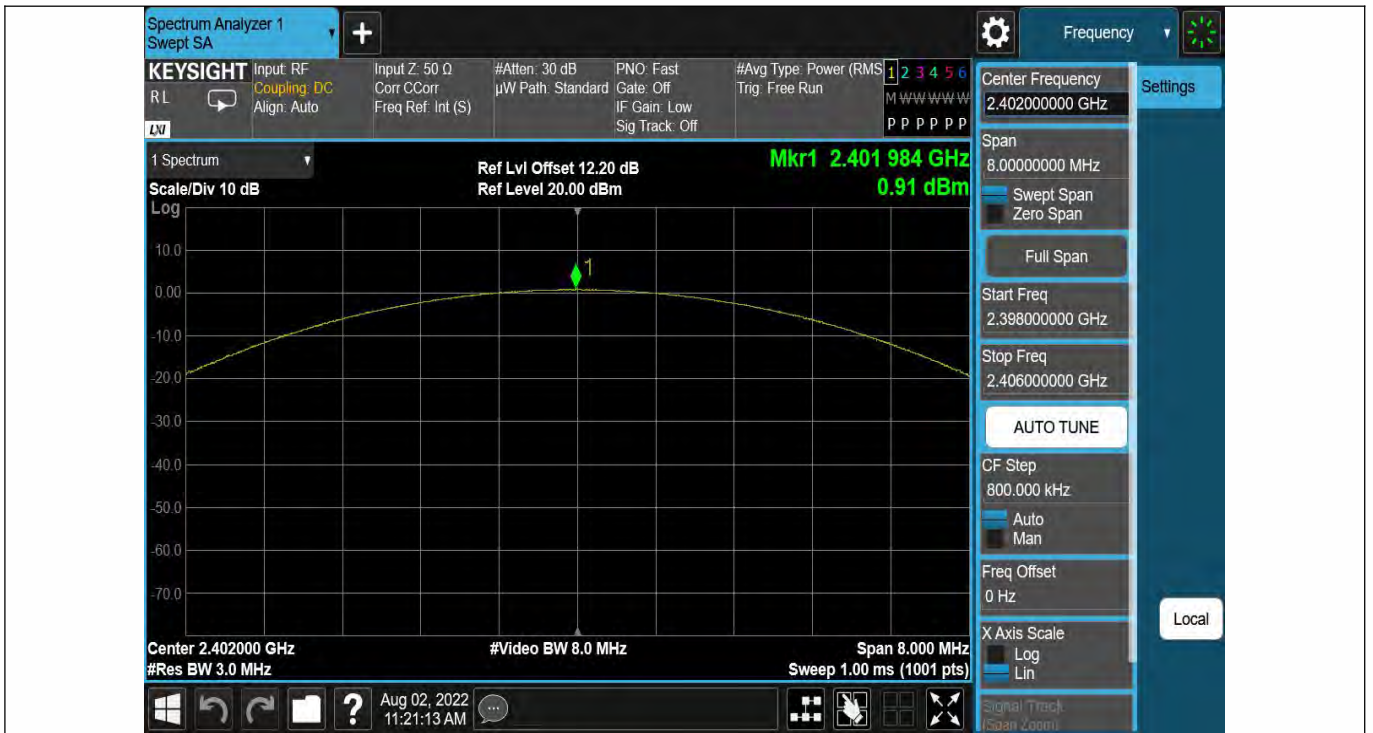 Spectrum Analyzer 1
Swept SA
Frequency
KEYSIGHT
RL
LXI
Input: RF
Coupling: DC
Align: Auto
Input Z: 50 Ω
Corr CCorr
Freq Ref: Int (S)
#Atten: 30 dB
µW Path: Standard
PNO: Fast
Gate: Off
IF Gain: Low
Sig Track: Off
#Avg Type: Power (RMS
Trig: Free Run
1 2 3 4 5 6
M W W W W W
P P P P P P
1 Spectrum
Scale/Div 10 dB
Ref Lvl Offset 12.20 dB
Ref Level 20.00 dBm
Mkr1 2.401 984 GHz
0.91 dBm
Log
10.0
1
0.00
-10.0
-20.0
-30.0
-40.0
-50.0
-60.0
-70.0
Center 2.402000 GHz
#Video BW 8.0 MHz
Span 8.000 MHz
#Res BW 3.0 MHz
Sweep 1.00 ms (1001 pts)
Center Frequency
2.402000000 GHz
Settings
Span
8.00000000 MHz
Swept Span
Zero Span
Full Span
Start Freq
2.398000000 GHz
Stop Freq
2.406000000 GHz
AUTO TUNE
CF Step
800.000 kHz
Auto
Man
Freq Offset
0 Hz
X Axis Scale
Log
Lin
Signal Track
(Span Zoom)
Local
?
Aug 02, 2022
11:21:13 AM